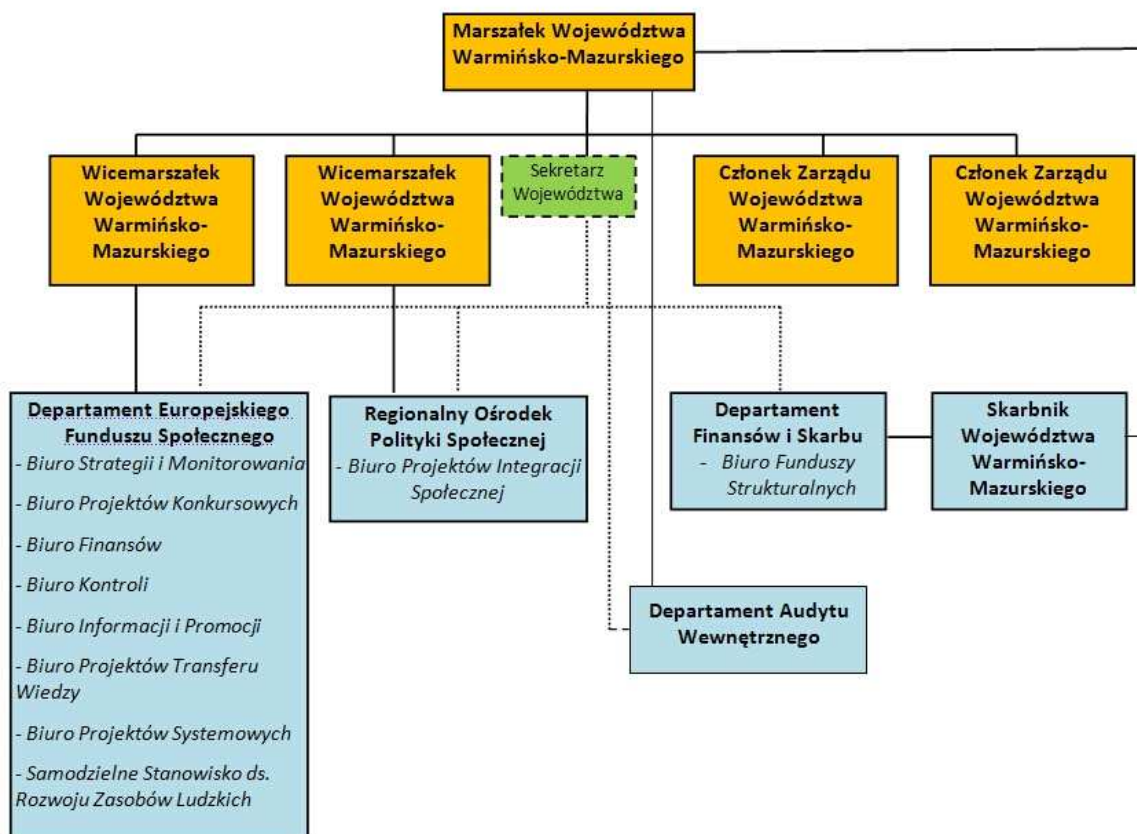 Marszałek Województwa
Warmińsko-Mazurskiego
Wicemarszałek
Województwa
Warmińsko-
Mazurskiego
Wicemarszałek
Województwa
Warmińsko-
Mazurskiego
Sekretarz
Województwa
Członek Zarządu
Województwa
Warmińsko-
Mazurskiego
Członek Zarządu
Województwa
Warmińsko-
Mazurskiego
Departament Europejskiego
Funduszu Społecznego
- Biuro Strategii i Monitorowania
- Biuro Projektów Konkursowych
- Biuro Finansów
- Biuro Kontroli
- Biuro Informacji i Promocji
- Biuro Projektów Transferu
Wiedzy
- Biuro Projektów Systemowych
- Samodzielne Stanowisko ds.
Rozwoju Zasobów Ludzkich
Regionalny Ośrodek
Polityki Społecznej
- Biuro Projektów Integracji
Społecznej
Departament
Finansów i Skarbu
- Biuro Funduszy
Strukturalnych
Skarbnik
Województwa
Warmińsko-
Mazurskiego
Departament Audytu
Wewnętrznego